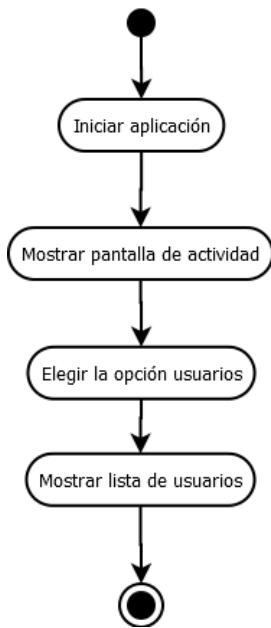 Iniciar aplicación
Mostrar pantalla de actividad
Elegir la opción usuarios
Mostrar lista de usuarios